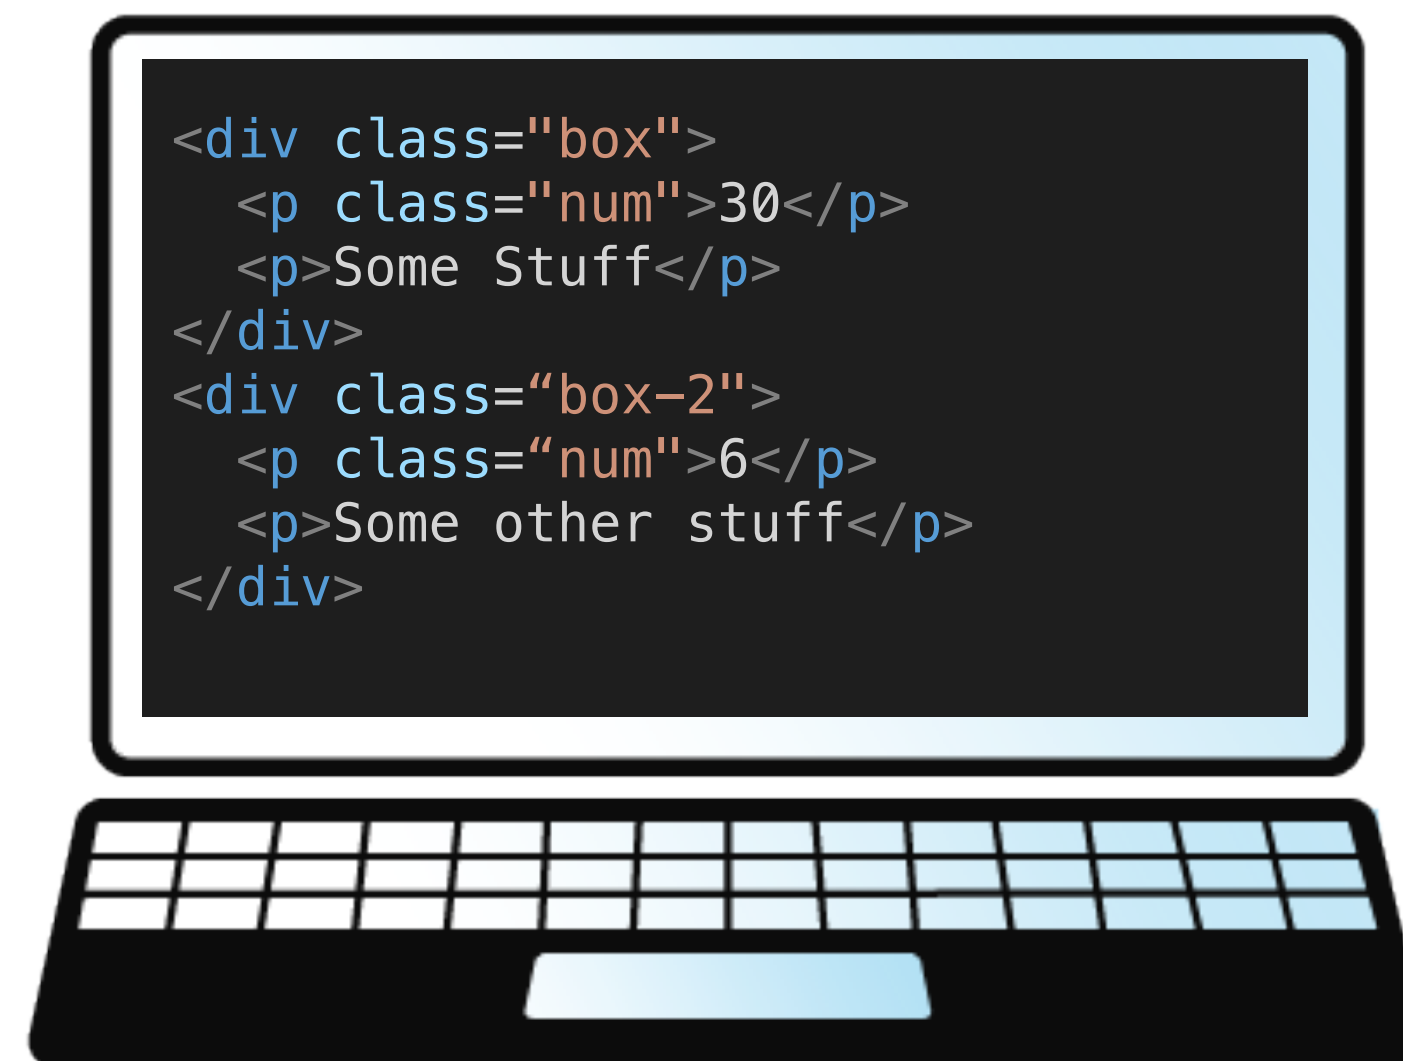 <div class="box">
  <p class="num">30</p>
  <p>Some Stuff</p>
</div>
<div class=“box-2">
  <p class=“num">6</p>
  <p>Some other stuff</p>
</div>